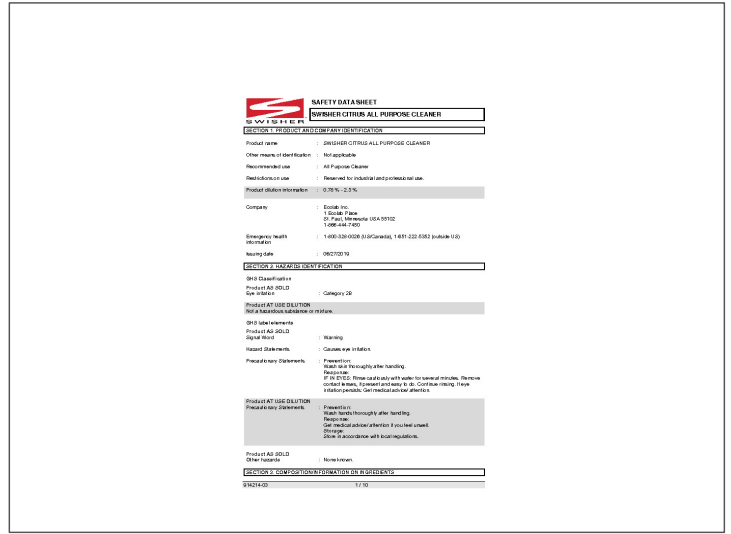 SAFETY DATA SHEET
SWISHER
SWISHER CITRUS ALL PURPOSE CLEANER
SECTION 1. PRODUCT AND COMPANY IDENTIFICATION
Product name : SWISHER CITRUS ALL PURPOSE CLEANER
Other means of identification : Not applicable
Recommended use : All Purpose Cleaner
Restrictions on use : Reserved for industrial and professional use.
Product dilution information : 0.78 % - 2.3 %
Company : Ecolab Inc.
1 Ecolab Place
St. Paul, Minnesota USA 55102
1-866-444-7450
Emergency health : 1-800-328-0026 (US/Canada), 1-651-222-5352 (outside US)
information
Issuing date : 06/27/2019
SECTION 2. HAZARDS IDENTIFICATION
GHS Classification
Product AS SOLD
Eye irritation : Category 2B
Product AT USE DILUTION
Not a hazardous substance or mixture.
GHS label elements
Product AS SOLD
Signal Word : Warning
Hazard Statements : Causes eye irritation.
Precautionary Statements : Prevention:
Wash skin thoroughly after handling.
Response:
IF IN EYES: Rinse cautiously with water for several minutes. Remove
contact lenses, if present and easy to do. Continue rinsing. If eye
irritation persists: Get medical advice/ attention.
Product AT USE DILUTION
Precautionary Statements : Prevention:
Wash hands thoroughly after handling.
Response:
Get medical advice/ attention if you feel unwell.
Storage:
Store in accordance with local regulations.
Product AS SOLD
Other hazards : None known.
SECTION 3. COMPOSITION/INFORMATION ON INGREDIENTS
914214-03 1 / 10